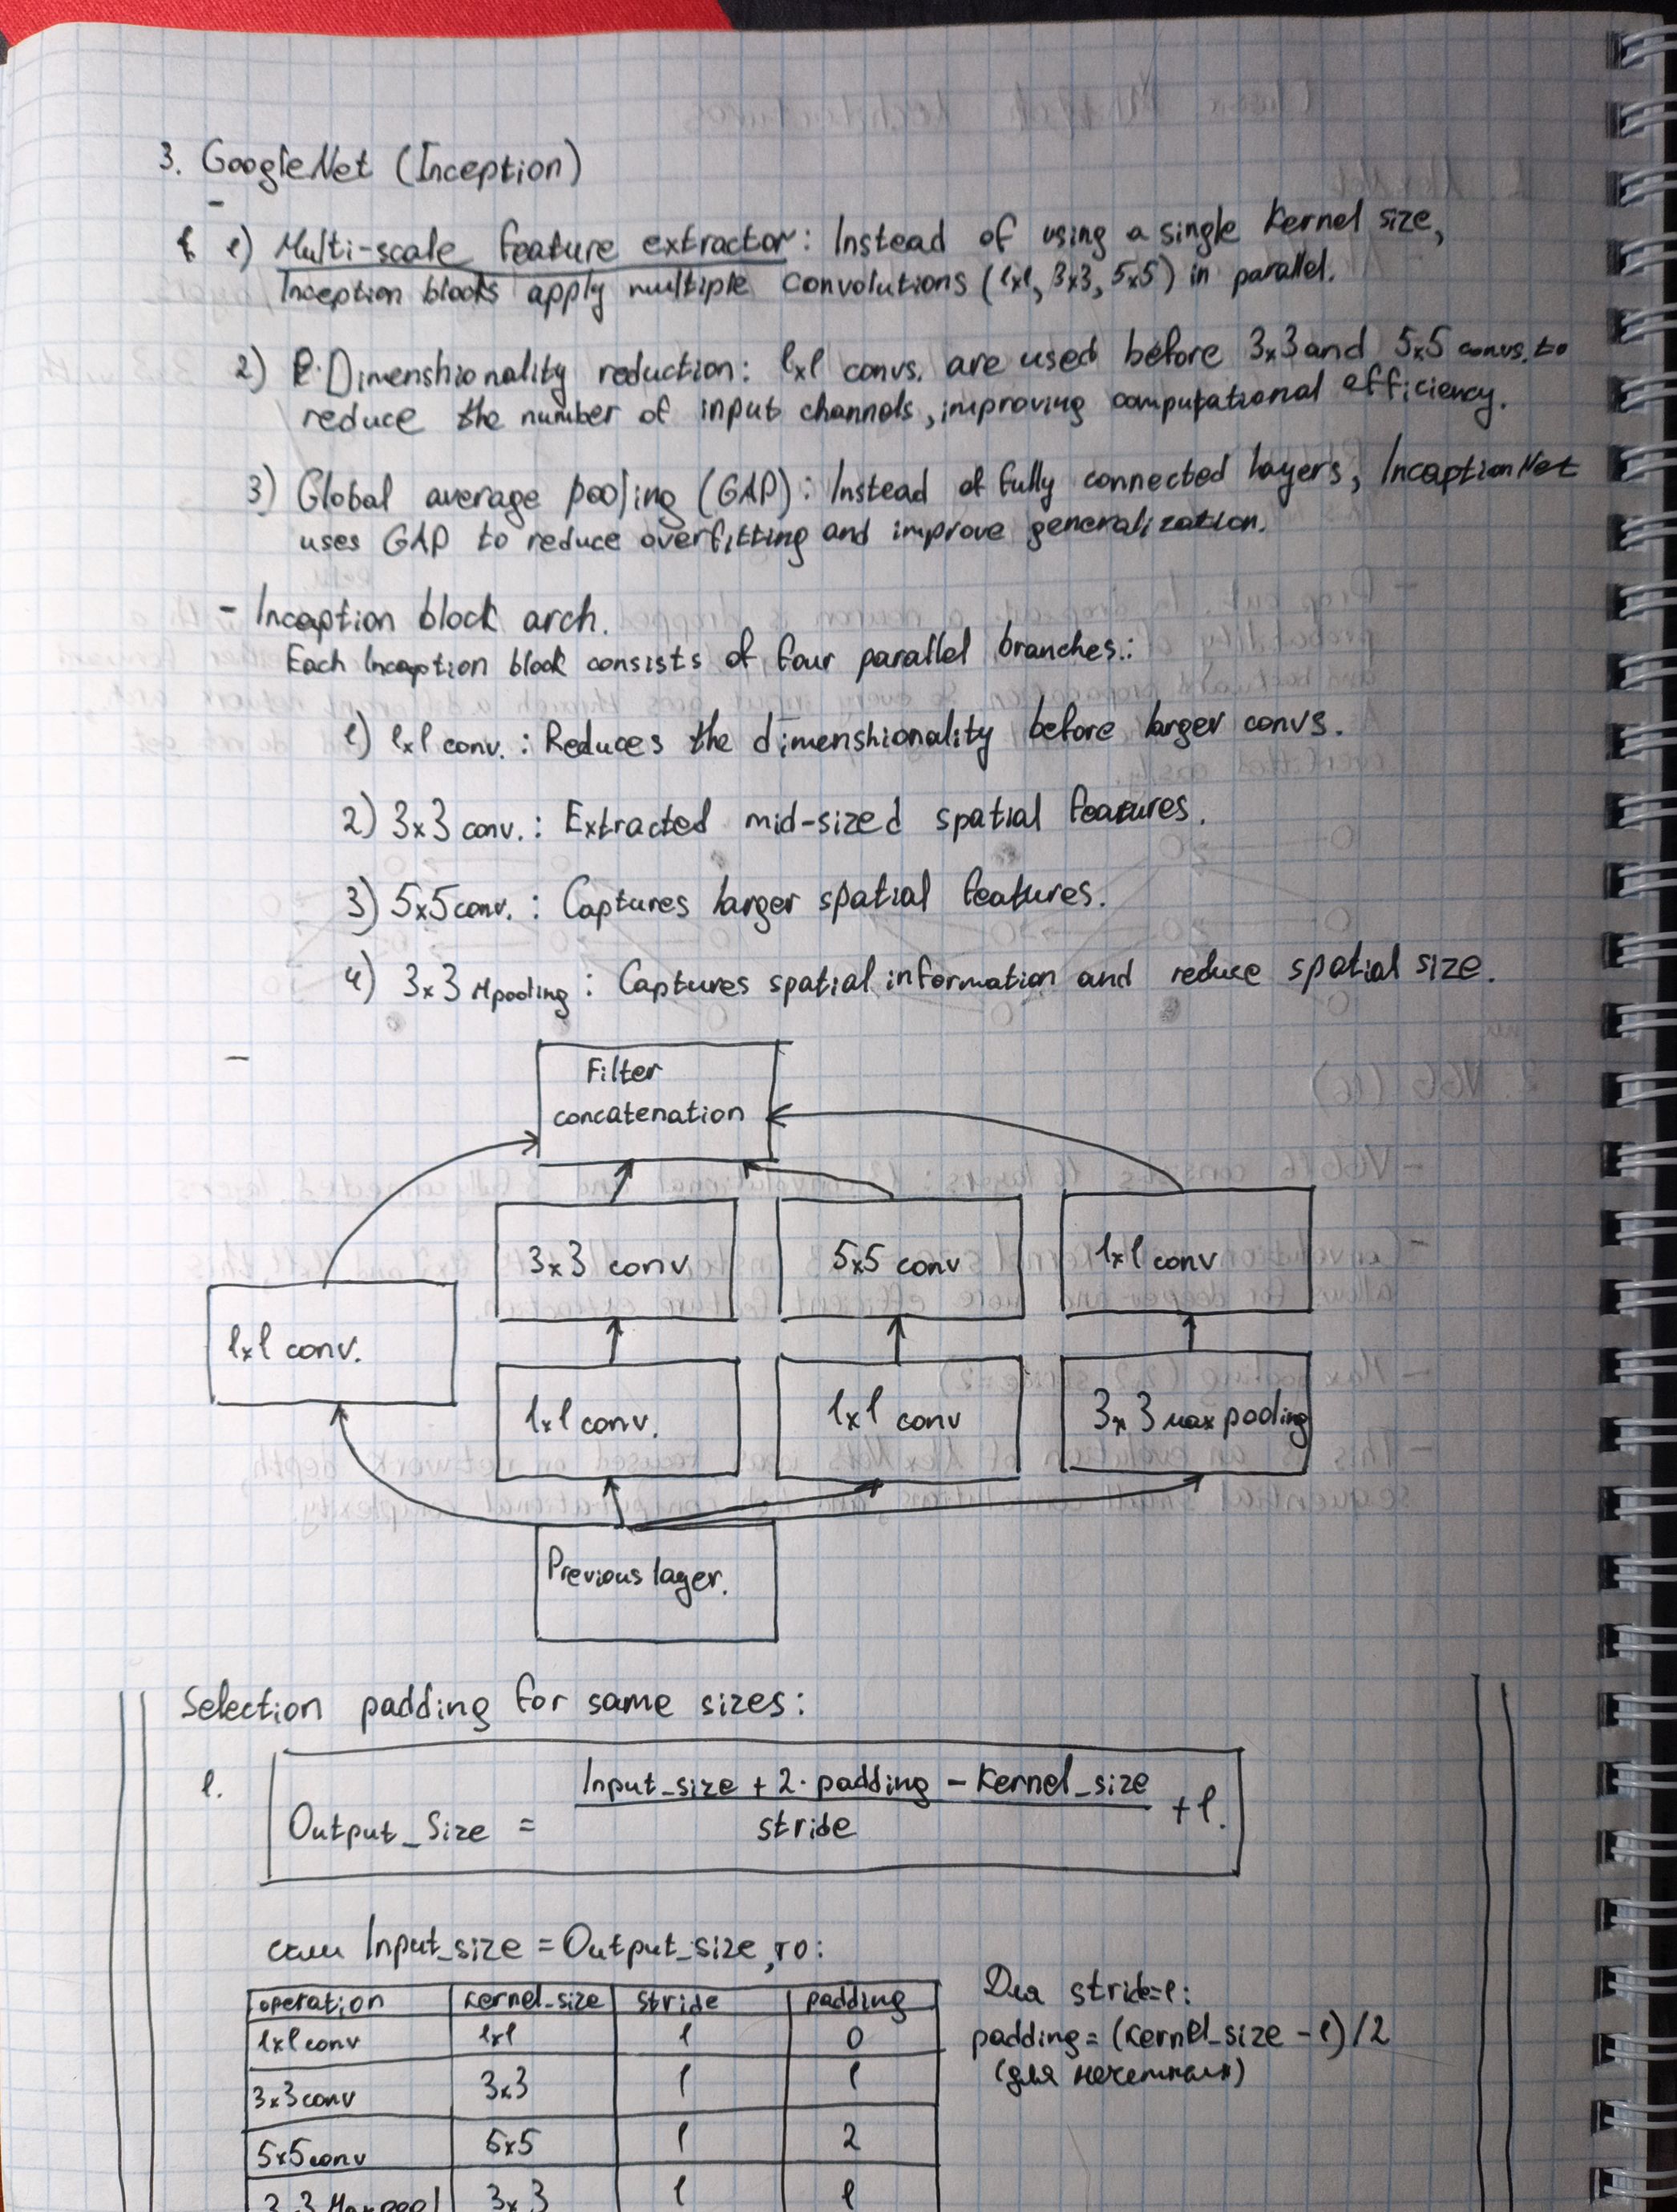 3. GoogleNet (Inception)
1) Multi-scale feature extractor: Instead of using a single kernel size,
Inception blocks apply multiple convolutions (1x1, 3x3, 5x5) in parallel.
2) Dimenshionality reduction: 1x1 convs. are used before 3x3 and 5x5 convs. to
reduce the number of input channels, improving computational efficiency.
3) Global average pooling (GAP): Instead of fully connected layers, InceptionNet
uses GAP to reduce overfitting and improve generalization.
- Inception block arch.
Each Inception block consists of four parallel branches.:
1) 1x1 conv. : Reduces the dimenshionality before larger convs.
2) 3x3 conv. : Extracted mid-sized spatial features.
3) 5x5 conv. : Captures larger spatial features.
4) 3x3 Mpooling : Captures spatial information and reduce spatial size.
-
Filter
concatenation
3x3 conv
5x5 conv
1x1 conv
1x1 conv.
1x1 conv.
1x1 conv
3x3 max pooling
Previous layer.
Selection padding for same sizes:
1.
Output_Size = (Input_size + 2 · padding - Kernel_size) / stride + 1.
если Input_size = Output_size, то:
operation kernel_size stride padding
1x1 conv 1x1 1 0
3x3 conv 3x3 1 1
5x5 conv 5x5 1 2
3x3 Maxpool 3x3 1 1
Для stride=1:
padding = (kernel_size - 1)/2
(для нечетных)